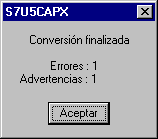 S7U5CAPX
Conversión finalizada
Errores : 1
Advertencias : 1
Aceptar